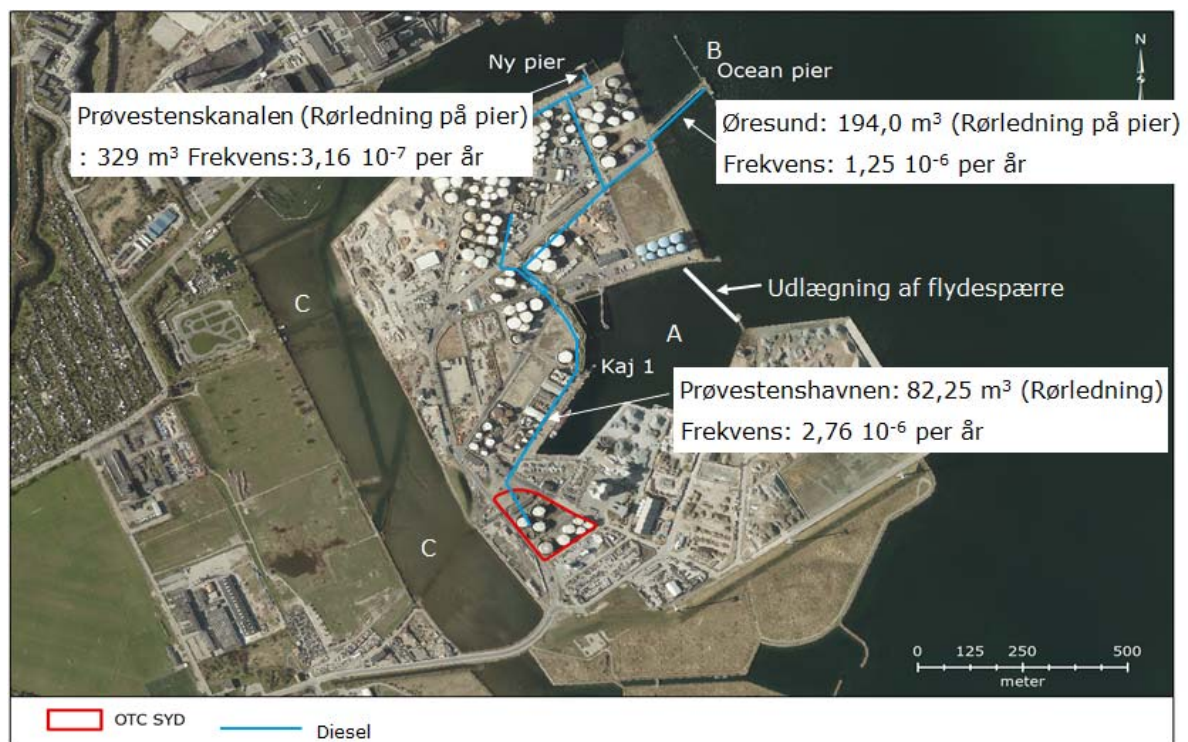 Ny pier
B
Ocean pier
N
Prøvestenskanalen (Rørledning på pier)
: 329 m³ Frekvens:3,16 10⁻⁷ per år
Øresund: 194,0 m³ (Rørledning på pier)
Frekvens: 1,25 10⁻⁶ per år
C
Udlægning af flydespærre
A
Kaj 1
Prøvestenshavnen: 82,25 m³ (Rørledning)
Frekvens: 2,76 10⁻⁶ per år
C
0 125 250 500
meter
OTC SYD
Diesel